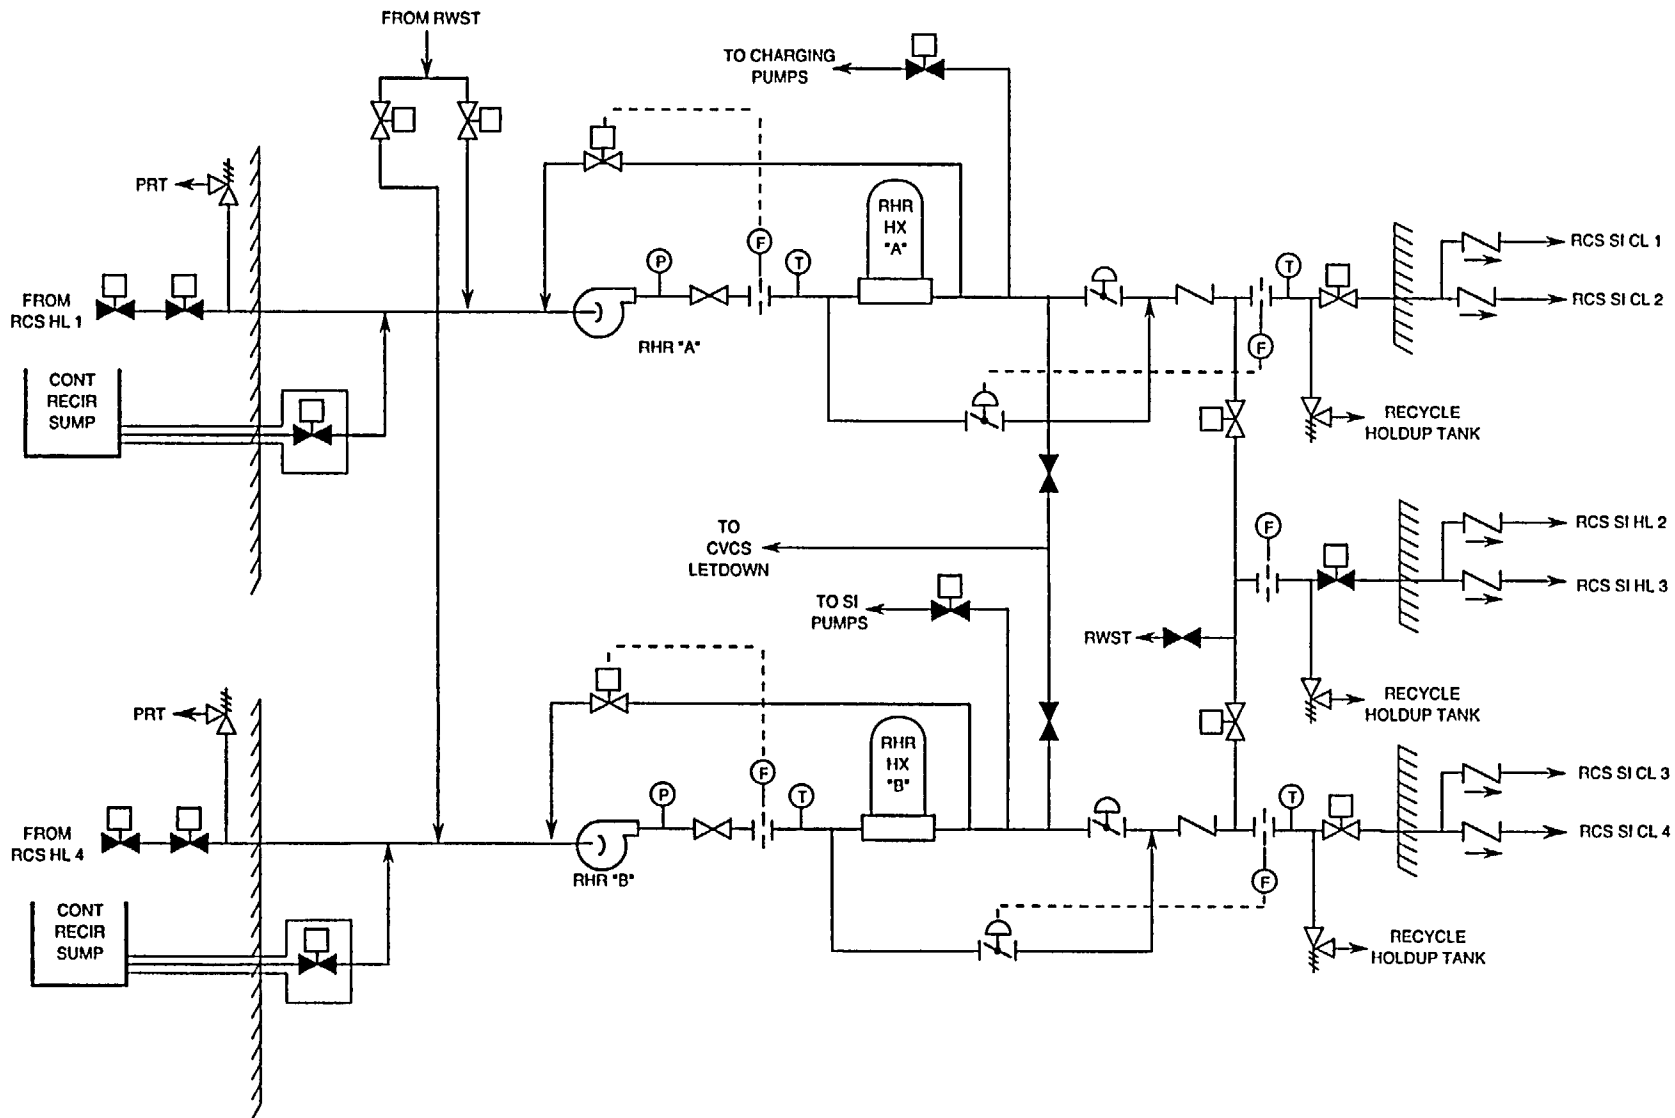 FROM RWST
TO CHARGING
PUMPS
PRT
RHR
HX
"A"
F
P
T
T
RCS SI CL 1
FROM
RCS HL 1
RCS SI CL 2
RHR "A"
F
CONT
RECIR
SUMP
RECYCLE
HOLDUP TANK
TO
CVCS
LETDOWN
F
RCS SI HL 2
RCS SI HL 3
TO SI
PUMPS
RWST
RECYCLE
HOLDUP TANK
PRT
RHR
HX
"B"
F
P
T
T
RCS SI CL 3
FROM
RCS HL 4
RCS SI CL 4
RHR "B"
F
CONT
RECIR
SUMP
RECYCLE
HOLDUP TANK